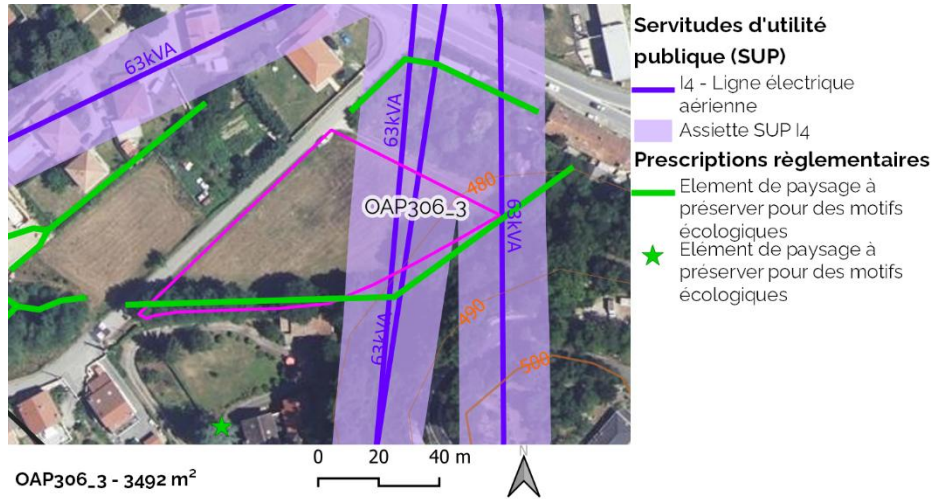 63kVA
63kVA
OAP306_3
480
63kVA
490
63kVA
500
OAP306_3 - 3492 m²
0 20 40 m
N
Servitudes d'utilité
publique (SUP)
I4 - Ligne électrique
aérienne
Assiette SUP I4
Prescriptions règlementaires
Element de paysage à
préserver pour des motifs
écologiques
Elément de paysage à
préserver pour des motifs
écologiques